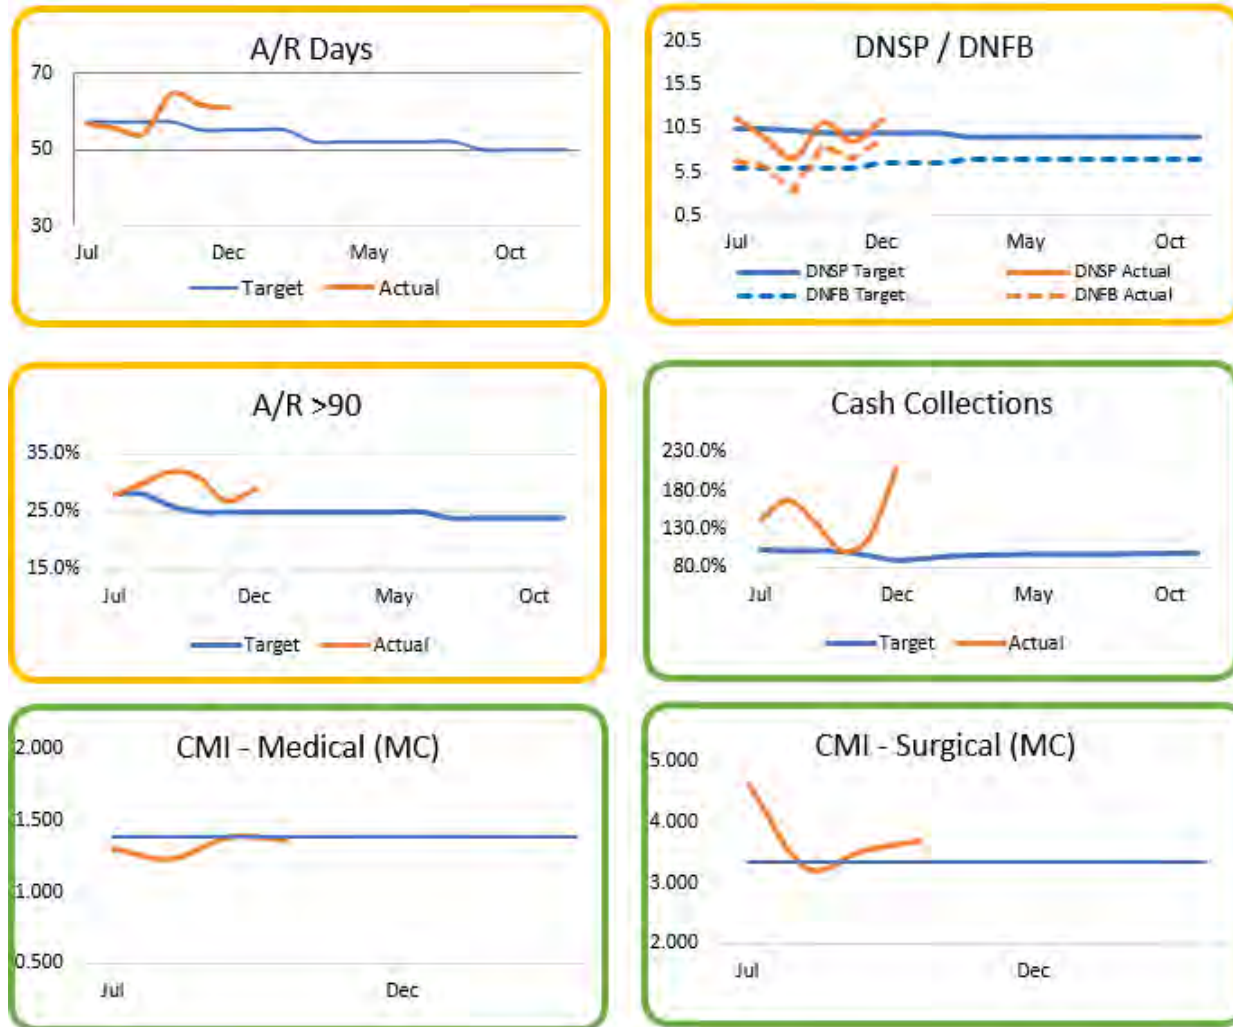 A/R Days
70
50
30
Jul Dec May Oct
Target Actual
DNSP / DNFB
20.5
15.5
10.5
5.5
0.5
Jul Dec May Oct
DNSP Target DNSP Actual
DNFB Target DNFB Actual
A/R >90
35.0%
25.0%
15.0%
Jul Dec May Oct
Target Actual
Cash Collections
230.0%
180.0%
130.0%
80.0%
Jul Dec May Oct
Target Actual
CMI - Medical (MC)
2.000
1.500
1.000
0.500
Jul Dec
CMI - Surgical (MC)
5.000
4.000
3.000
2.000
Jul Dec